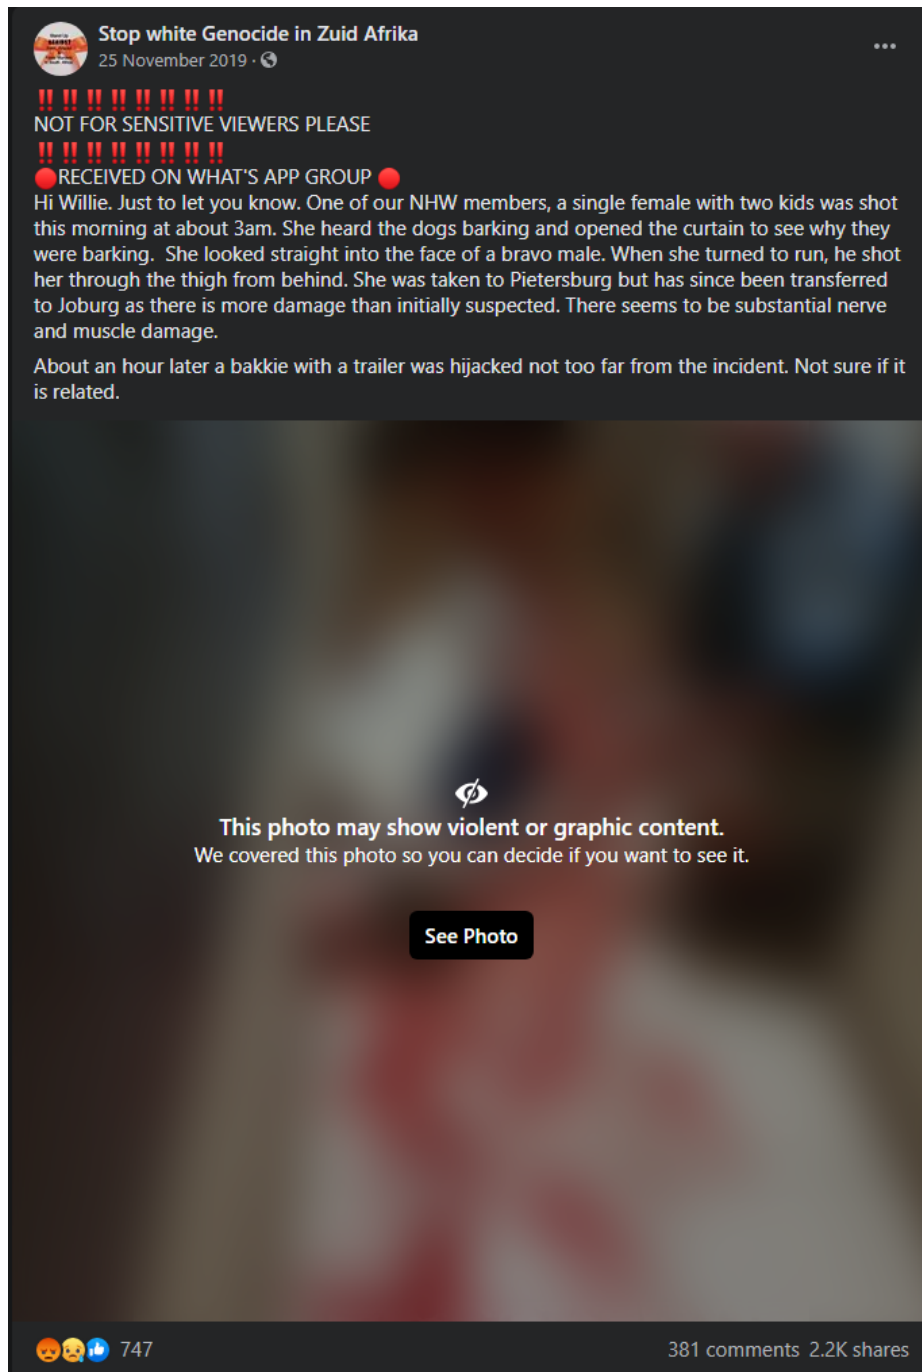 Stop white Genocide in Zuid Afrika
25 November 2019 ·
‼️‼️‼️‼️‼️‼️‼️‼️
NOT FOR SENSITIVE VIEWERS PLEASE
‼️‼️‼️‼️‼️‼️‼️‼️
🔴RECEIVED ON WHAT'S APP GROUP 🔴
Hi Willie. Just to let you know. One of our NHW members, a single female with two kids was shot
this morning at about 3am. She heard the dogs barking and opened the curtain to see why they
were barking.  She looked straight into the face of a bravo male. When she turned to run, he shot
her through the thigh from behind. She was taken to Pietersburg but has since been transferred
to Joburg as there is more damage than initially suspected. There seems to be substantial nerve
and muscle damage.
About an hour later a bakkie with a trailer was hijacked not too far from the incident. Not sure if it
is related.
This photo may show violent or graphic content.
We covered this photo so you can decide if you want to see it.
See Photo
747
381 comments 2.2K shares